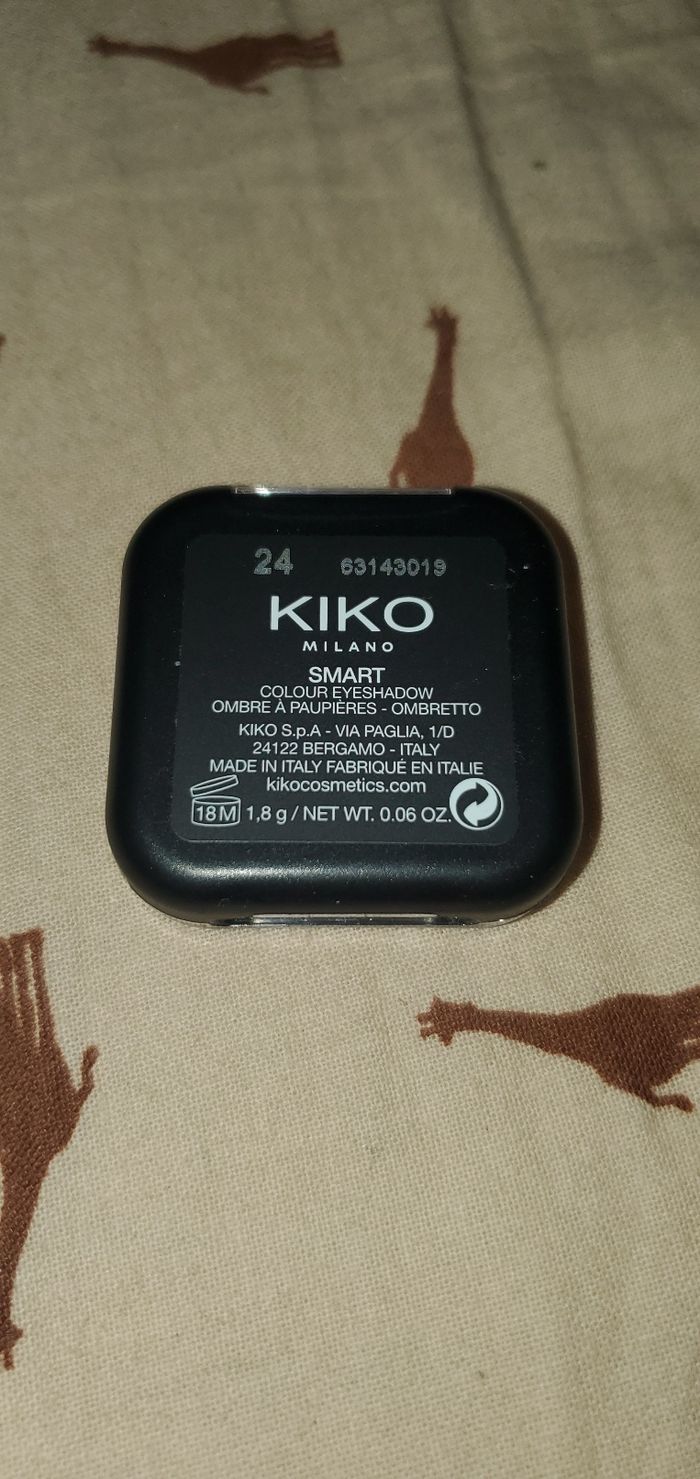 24 63143019
KIKO
MILANO
SMART
COLOUR EYESHADOW
OMBRE À PAUPIÈRES - OMBRETTO
KIKO S.p.A - VIA PAGLIA, 1/D
24122 BERGAMO - ITALY
MADE IN ITALY FABRIQUÉ EN ITALIE
kikocosmetics.com
18M 1,8 g / NET WT. 0.06 OZ.